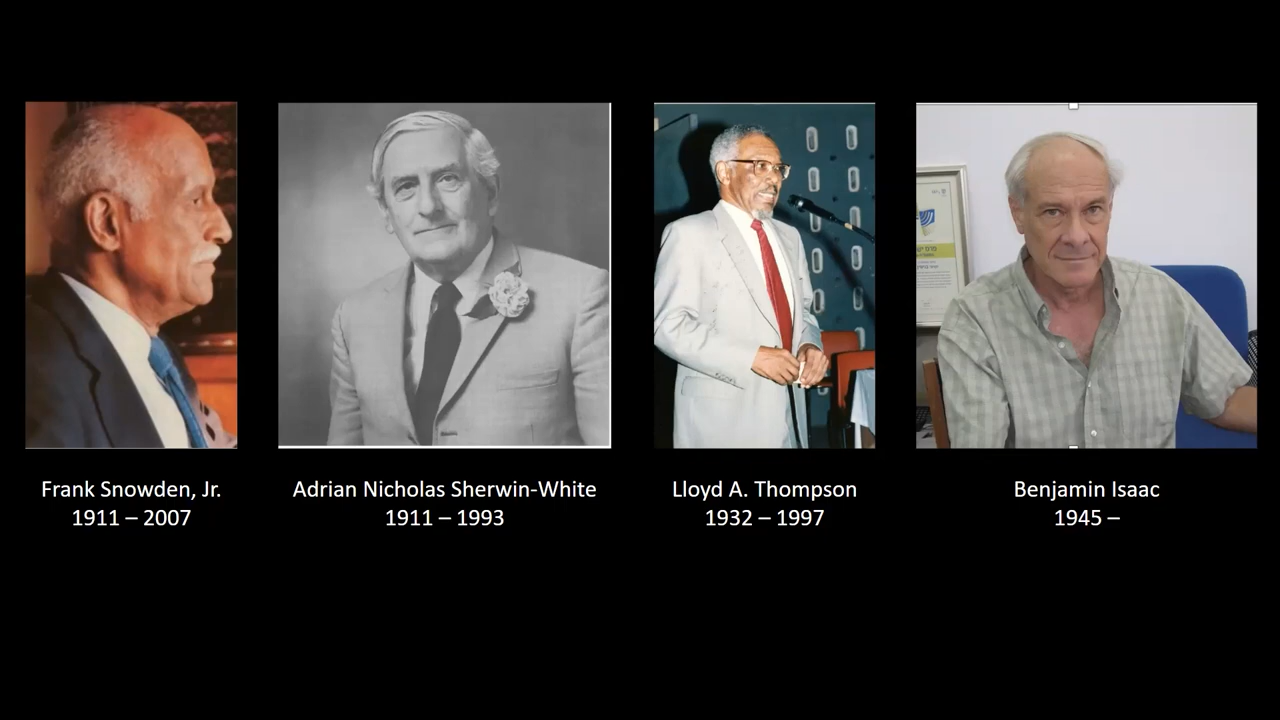 Frank Snowden, Jr.
1911 – 2007
Adrian Nicholas Sherwin-White
1911 – 1993
Lloyd A. Thompson
1932 – 1997
Benjamin Isaac
1945 –